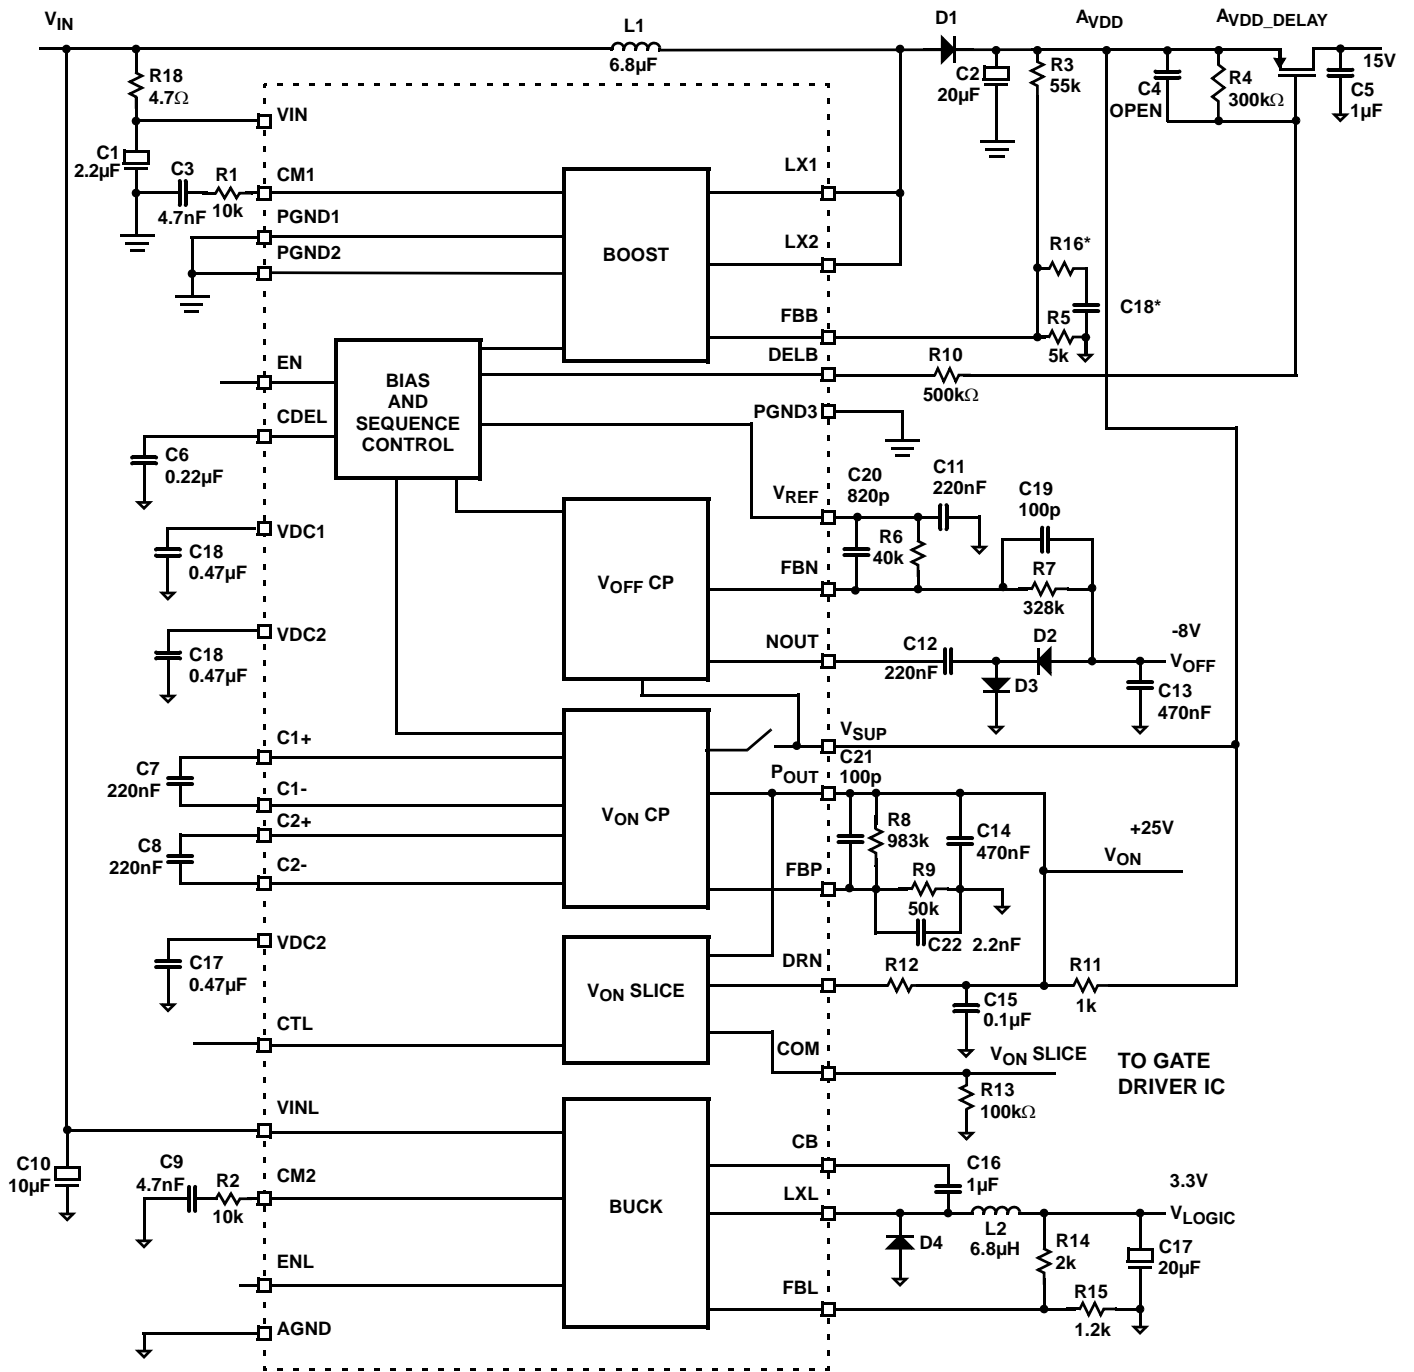 VIN
L1
6.8µF
D1
AVDD
AVDD_DELAY
R18
4.7Ω
C2
20µF
R3
55k
C4
OPEN
R4
300kΩ
15V
C5
1µF
VIN
C1
2.2µF
C3
4.7nF
R1
10k
CM1
LX1
PGND1
PGND2
BOOST
LX2
R16*
C18*
FBB
R5
5k
EN
BIAS
AND
SEQUENCE
CONTROL
DELB
R10
500kΩ
CDEL
PGND3
C6
0.22µF
VREF
C20
820p
C11
220nF
C19
100p
VDC1
C18
0.47µF
R6
40k
VOFF CP
FBN
R7
328k
VDC2
C18
0.47µF
NOUT
C12
220nF
D2
D3
-8V
VOFF
C13
470nF
VSUP
C1+
C7
220nF
C1-
POUT
C21
100p
VON CP
C2+
C8
220nF
C2-
R8
983k
C14
470nF
+25V
VON
FBP
R9
50k
C22 2.2nF
VDC2
C17
0.47µF
VON SLICE
DRN
R12
R11
1k
C15
0.1µF
CTL
COM
VON SLICE
TO GATE
DRIVER IC
R13
100kΩ
VINL
CB
C10
10µF
C9
4.7nF
R2
10k
CM2
BUCK
C16
1µF
LXL
3.3V
VLOGIC
D4
L2
6.8µH
R14
2k
C17
20µF
ENL
FBL
R15
1.2k
AGND